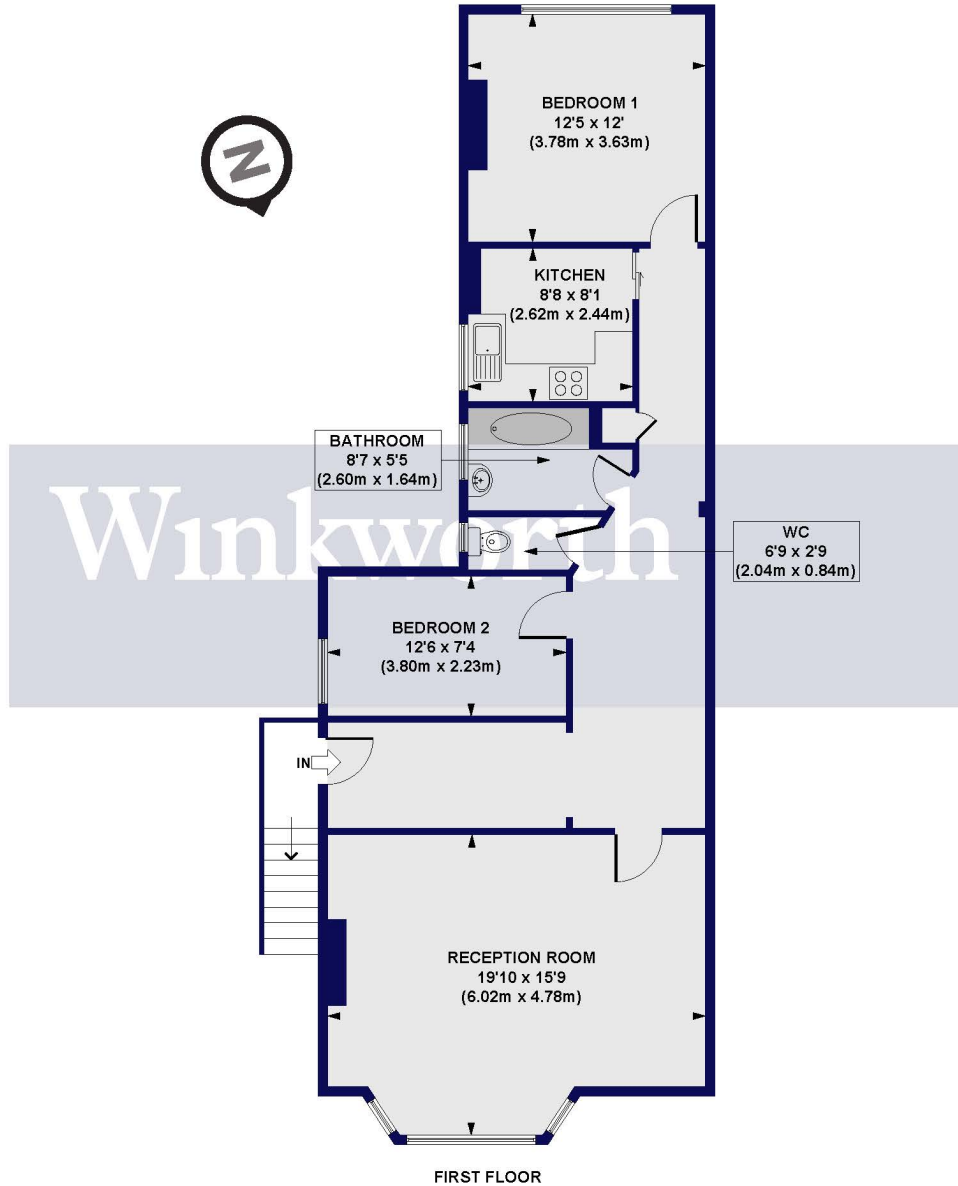 BEDROOM 1
12'5 x 12'
(3.78m x 3.63m)
N
KITCHEN
8'8 x 8'1
(2.62m x 2.44m)
BATHROOM
8'7 x 5'5
(2.60m x 1.64m)
Winkworth
WC
6'9 x 2'9
(2.04m x 0.84m)
BEDROOM 2
12'6 x 7'4
(3.80m x 2.23m)
IN
RECEPTION ROOM
19'10 x 15'9
(6.02m x 4.78m)
FIRST FLOOR